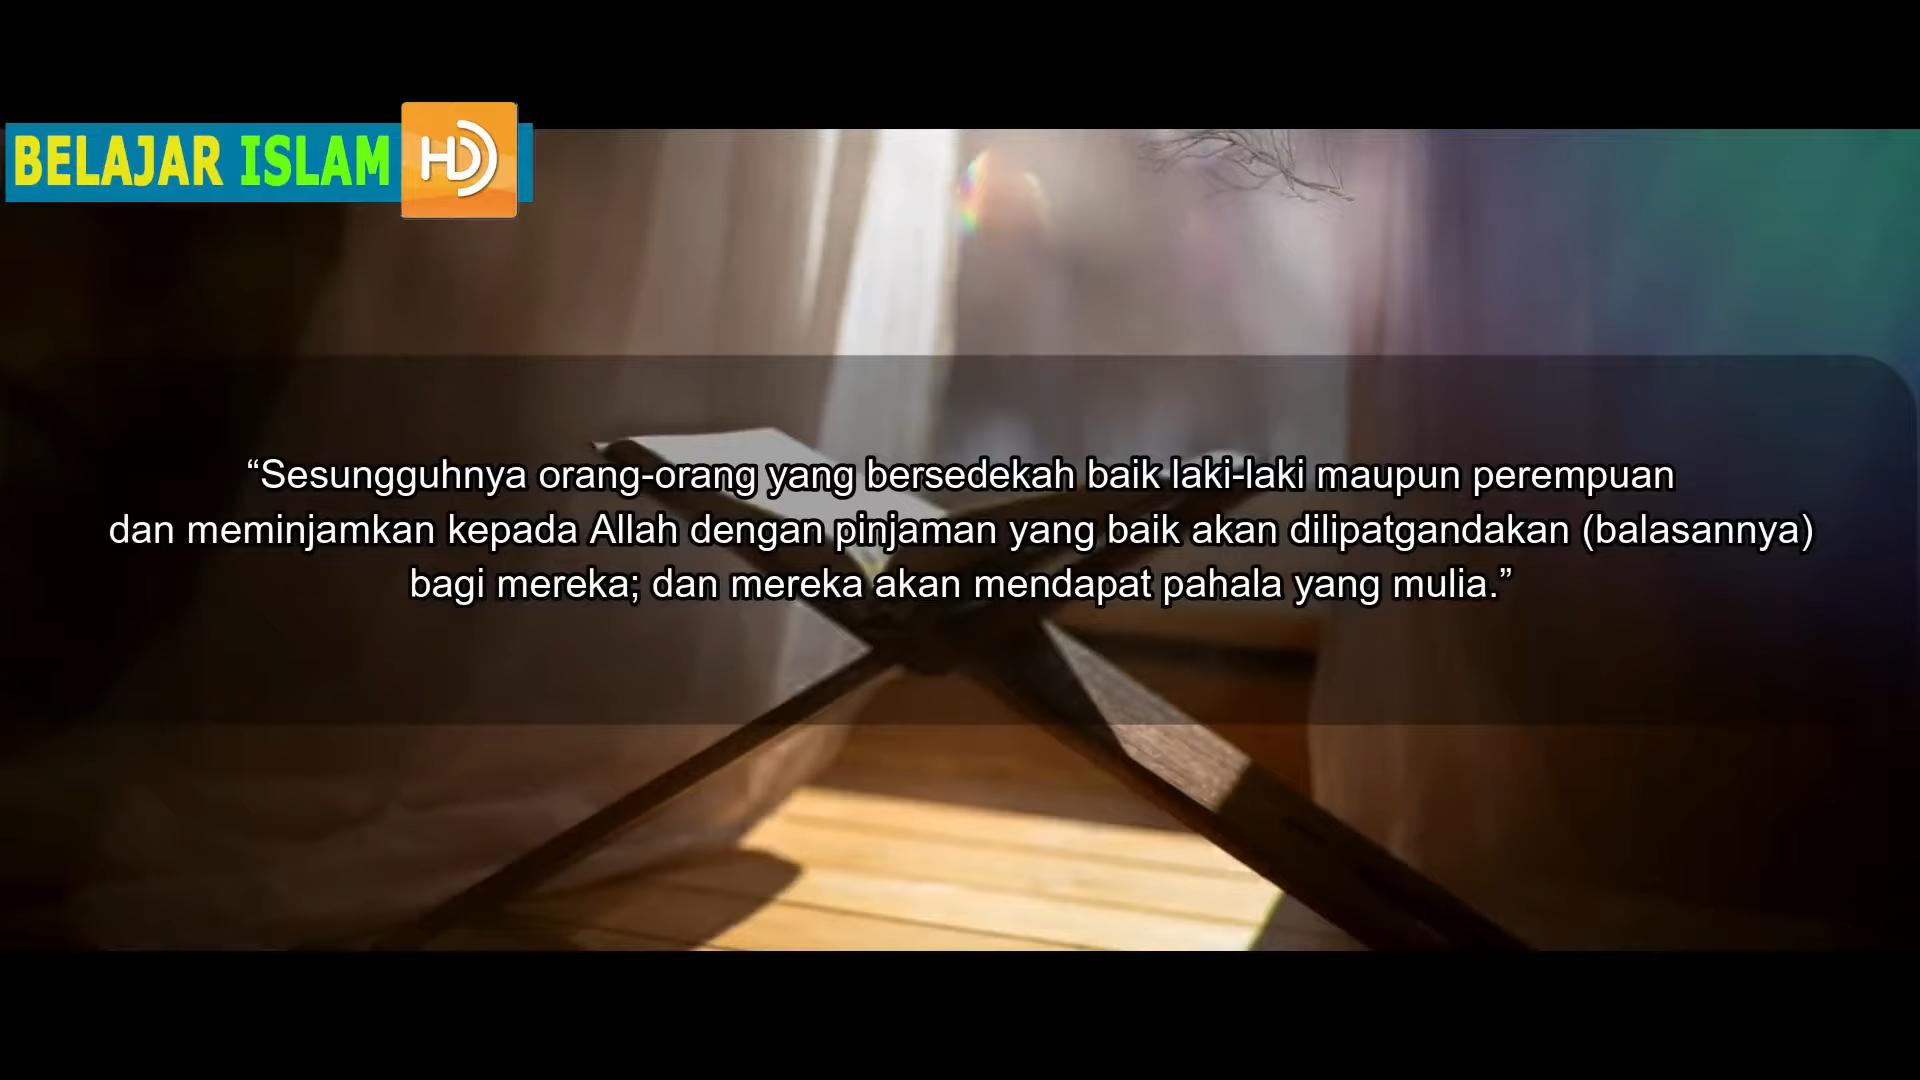 BELAJAR ISLAM HD
“Sesungguhnya orang-orang yang bersedekah baik laki-laki maupun perempuan
dan meminjamkan kepada Allah dengan pinjaman yang baik akan dilipatgandakan (balasannya)
bagi mereka; dan mereka akan mendapat pahala yang mulia.”